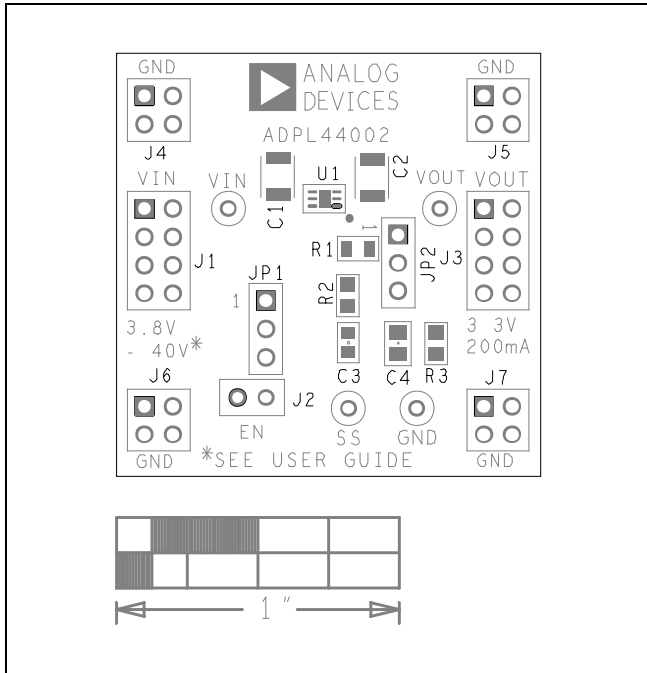 GND
ANALOG
DEVICES
GND
ADPL44002
J4
J5
U1
C2
VIN
VIN
VOUT
VOUT
C1
1
R1
JP2
J3
J1
JP1
1
R2
3.8V
- 40V*
3 3V
200mA
C3
C4
R3
J6
J7
J2
EN
SS
GND
GND
*SEE USER GUIDE
GND
1 "